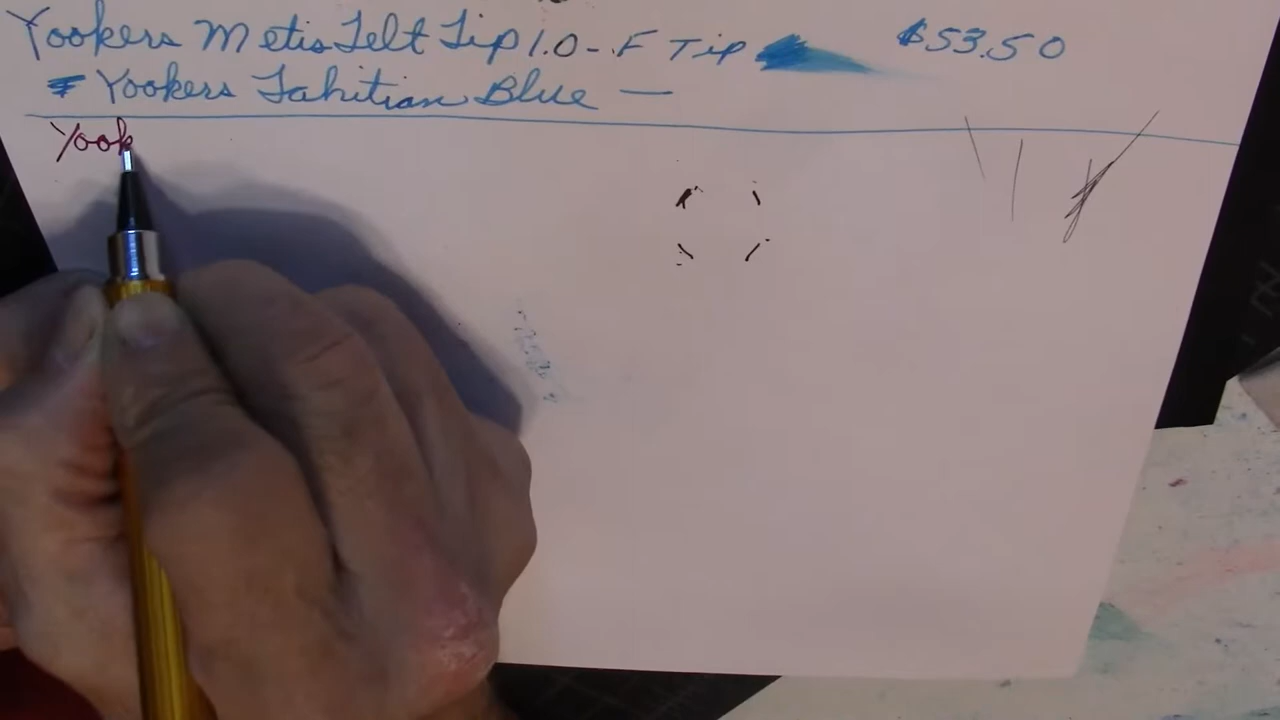 Yookers Metis Felt Tip 1.0 - F Tip $53.50
Yookers Tahitian Blue —
Yook